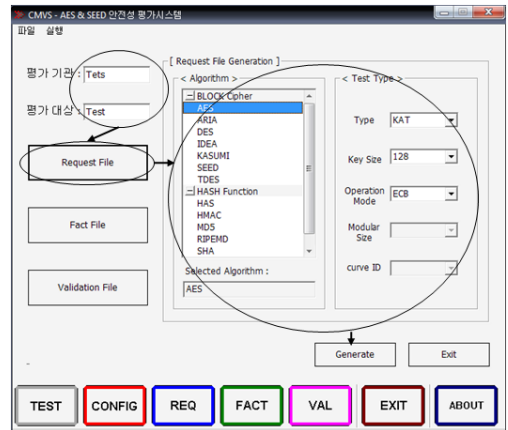 CMVS - AES & SEED 안전성 평가시스템
파일 실행
평가 기관 : Tets
평가 대상 : Test
Request File
Fact File
Validation File
[ Request File Generation ]
< Algorithm >
BLOCK Cipher
AES
ARIA
DES
IDEA
KASUMI
SEED
TDES
HASH Function
HAS
HMAC
MD5
RIPEMD
SHA
Selected Algorithm :
AES
< Test Type >
Type KAT
Key Size 128
Operation
Mode ECB
Modular
Size
curve ID
Generate
Exit
TEST
CONFIG
REQ
FACT
VAL
EXIT
ABOUT